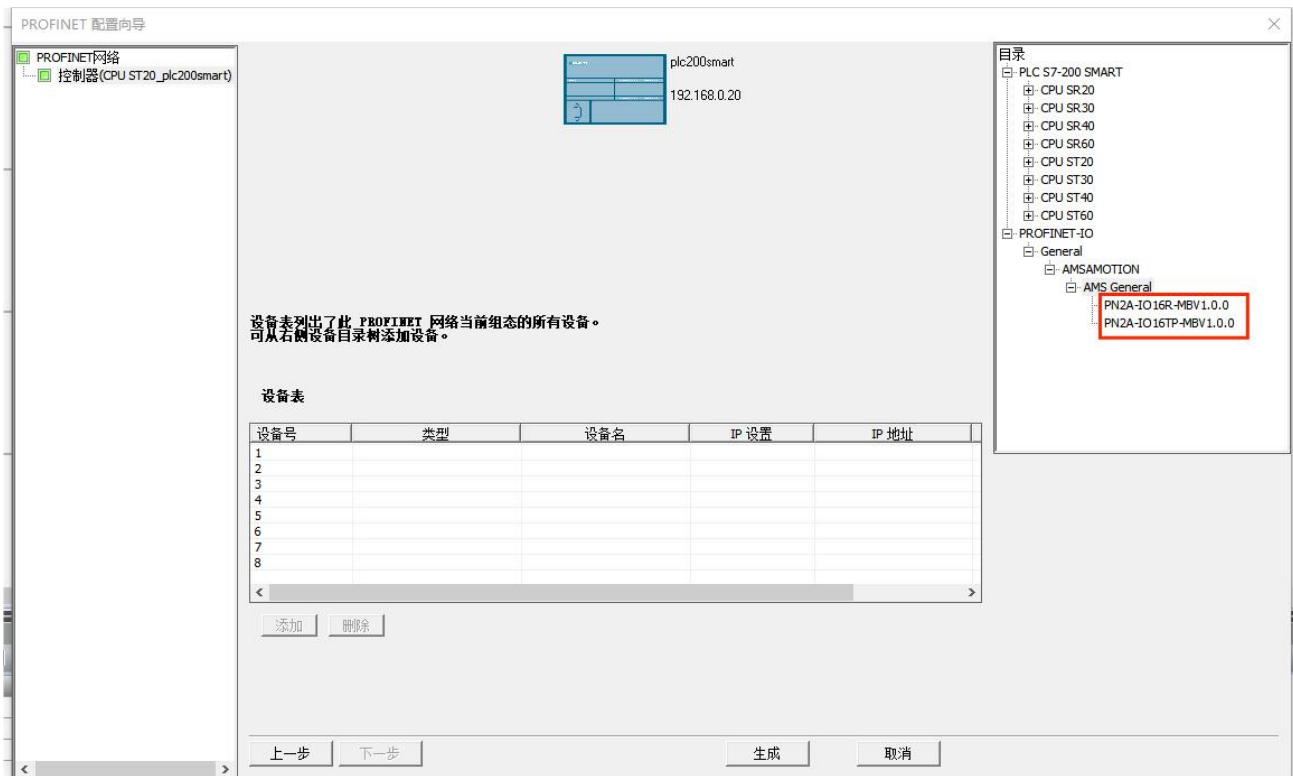 PROFINET 配置向导
PROFINET网络
控制器(CPU ST20_plc200smart)
plc200smart
192.168.0.20
设备表列出了此 PROFINET 网络当前组态的所有设备。
可从右侧设备目录树添加设备。
设备表
设备号 类型 设备名 IP 设置 IP 地址
1
2
3
4
5
6
7
8
添加 删除
上一步 下一步 生成 取消
目录
PLC S7-200 SMART
CPU SR20
CPU SR30
CPU SR40
CPU SR60
CPU ST20
CPU ST30
CPU ST40
CPU ST60
PROFINET-IO
General
AMSAMOTION
AMS General
PN2A-IO16R-MBV1.0.0
PN2A-IO16TP-MBV1.0.0